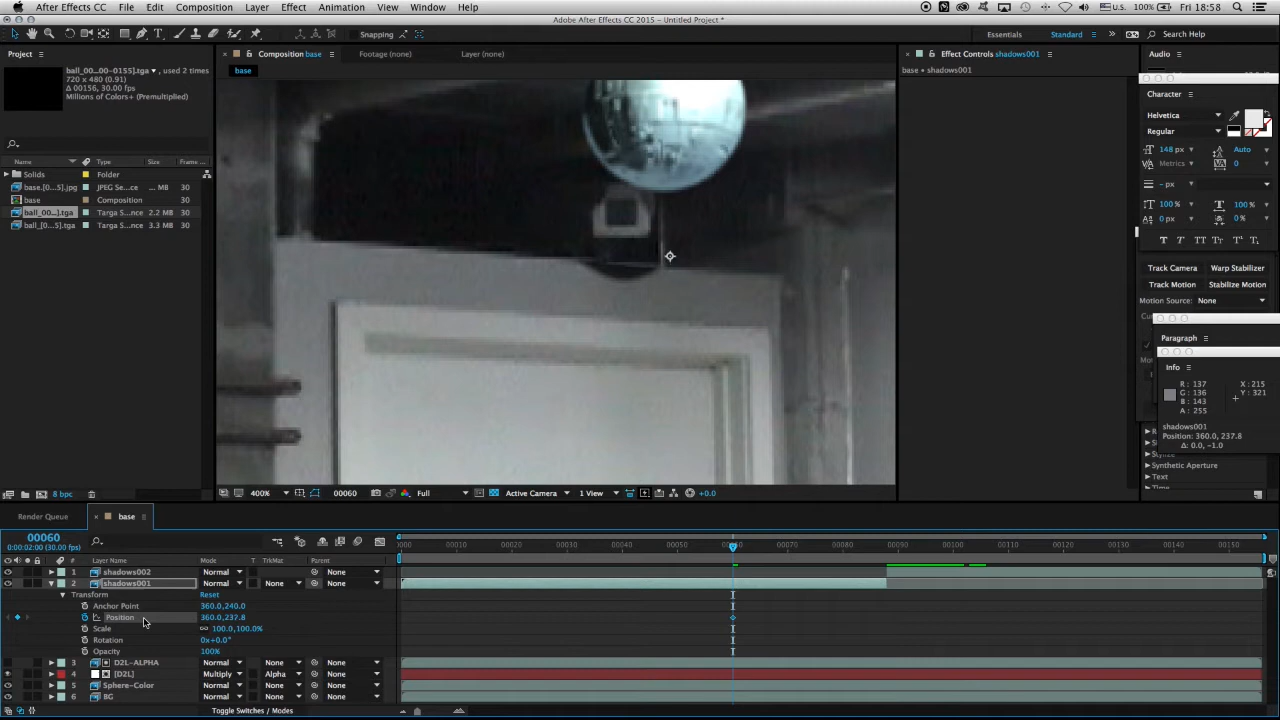 After Effects CC File Edit Composition Layer Effect Animation View Window Help U.S. Fri 18:58
Adobe After Effects CC 2015 - Untitled Project *
Snapping Essentials Standard Search Help
Project Composition base Footage (none) Layer (none) Effect Controls shadows001 Audio
base
base • shadows001
ball_00...00-0155].tga, used 2 times
720 x 480 (0.91)
Δ 00156, 30.00 fps
Millions of Colors+ (Premultiplied)
Character
Helvetica
Regular
148 px Auto
Metrics 0
- px
100% 100%
0 px 0%
T T TT Tт T¹ T₁
Name Type Size Frame ...
Solids Folder
base.[0...5].jpg JPEG Se...ce ... MB 30
base Composition 30
ball_00...].tga Targa S...nce 2.2 MB 30
ball_[0...5].tga Targa S...nce 3.3 MB 30
Track Camera Warp Stabilizer
Track Motion Stabilize Motion
Motion Source: None
Paragraph
Info
R: 137 X: 215
G: 136 Y: 321
B: 143
A: 255
shadows001
Position: 360.0, 237.8
Δ: 0.0, -1.0
Synthetic Aperture
Text
8 bpc 400% 00060 Full Active Camera 1 View +0.0
Render Queue base
00060
0:00:02:00 (30.00 fps)
0000 00010 00020 00030 00040 00050 00060 00070 00080 00090 00100 00110 00120 00130 00140 00150
# Layer Name Mode T TrkMat Parent
1 shadows002 Normal None
2 shadows001 Normal None None
Transform Reset
Anchor Point 360.0,240.0
Position 360.0,237.8
Scale 100.0,100.0%
Rotation 0x+0.0°
Opacity 100%
3 D2L-ALPHA Normal None None
4 [D2L] Multiply Alpha None
5 Sphere-Color Normal None None
6 BG Normal None None
Toggle Switches / Modes